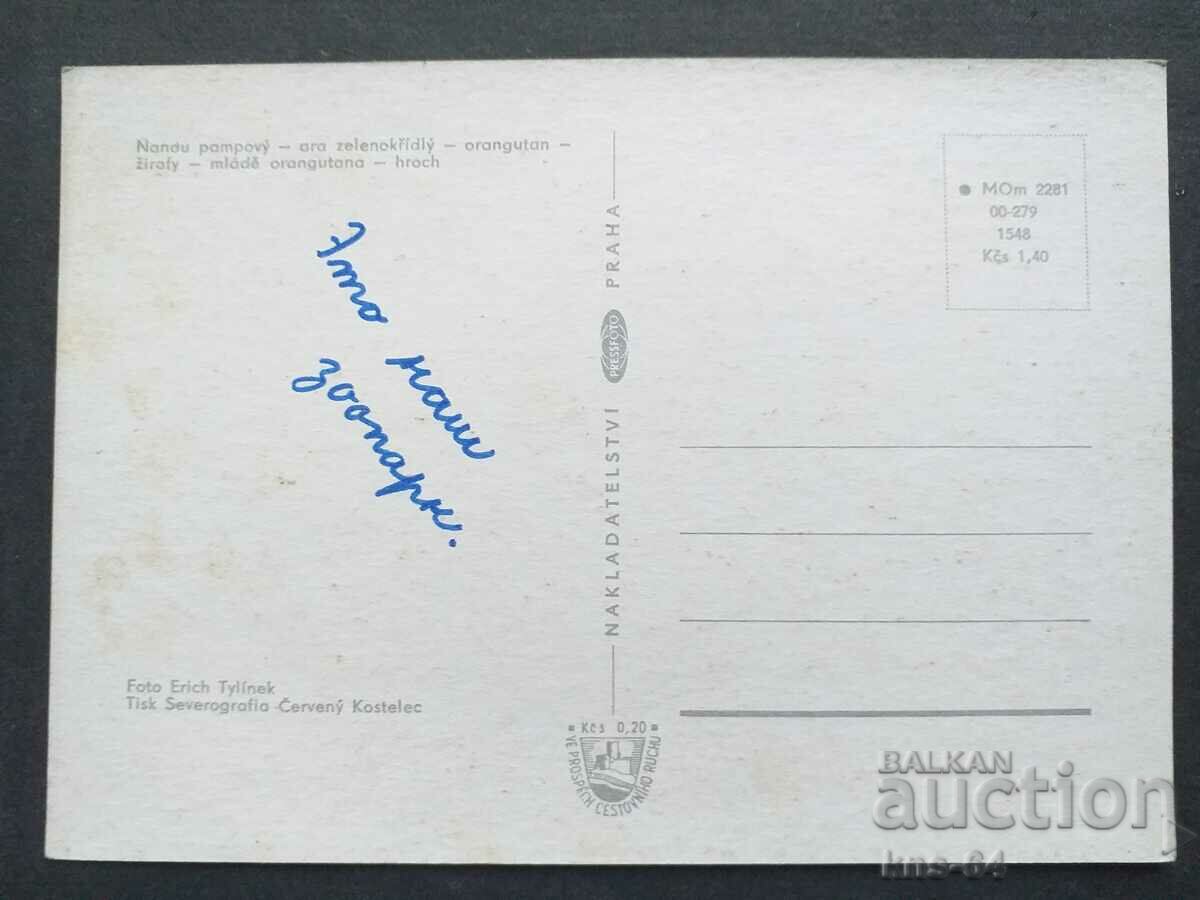 Nandu pampový – ara zelenokřídlý – orangutan –
žirafy – mládě orangutana – hroch
Это наш
зоопарк.
Foto Erich Tylínek
Tisk Severografia Červený Kostelec
NAKLADATELSTVÍ PRESSFOTO PRAHA
Kčs 0,20
VE PROSPĚCH CESTOVNÍHO RUCHU
MOm 2281
00-279
1548
Kčs 1,40
BALKAN
auction
kns-64